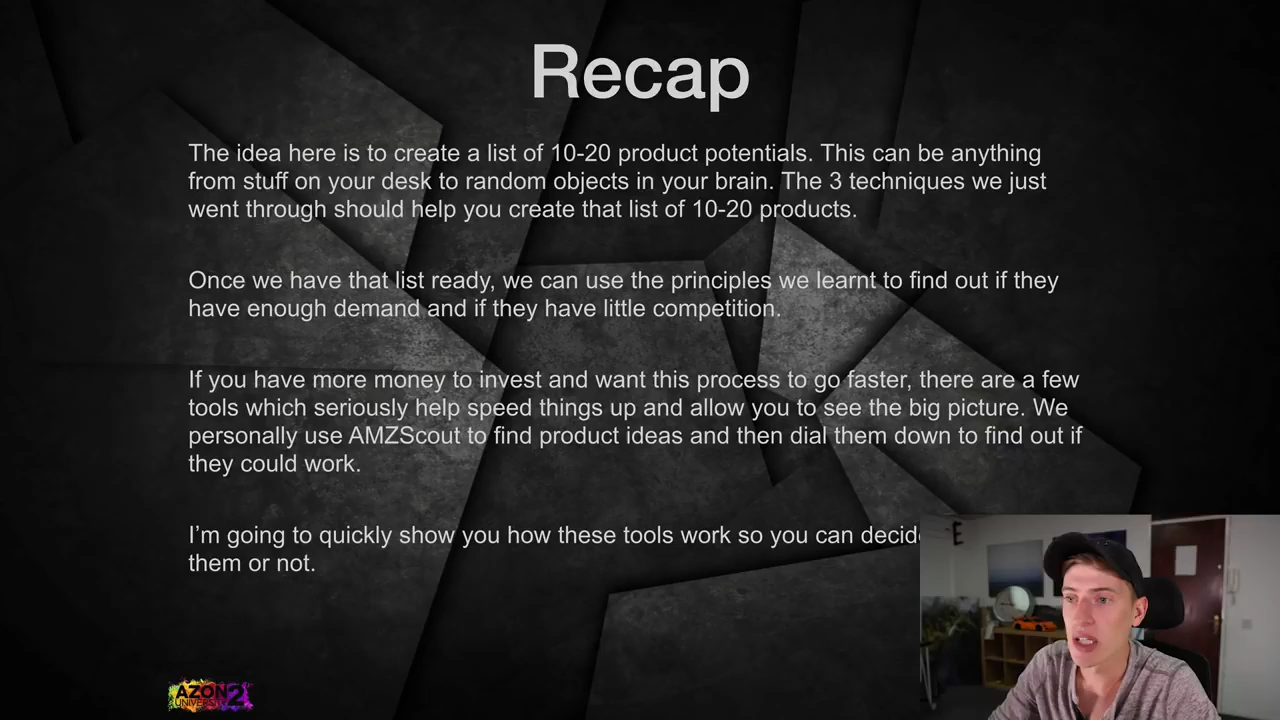 Recap
The idea here is to create a list of 10-20 product potentials. This can be anything
from stuff on your desk to random objects in your brain. The 3 techniques we just
went through should help you create that list of 10-20 products.
Once we have that list ready, we can use the principles we learnt to find out if they
have enough demand and if they have little competition.
If you have more money to invest and want this process to go faster, there are a few
tools which seriously help speed things up and allow you to see the big picture. We
personally use AMZScout to find product ideas and then dial them down to find out if
they could work.
I’m going to quickly show you how these tools work so you can decid
them or not.
E
AZON 2
UNIVERSITY